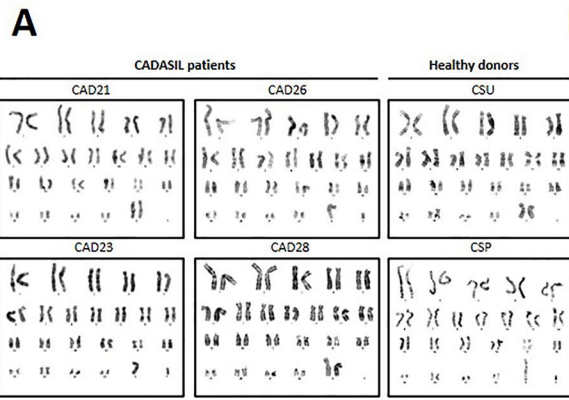 A
CADASIL patients
Healthy donors
CAD21
CAD26
CSU
CAD23
CAD28
CSP